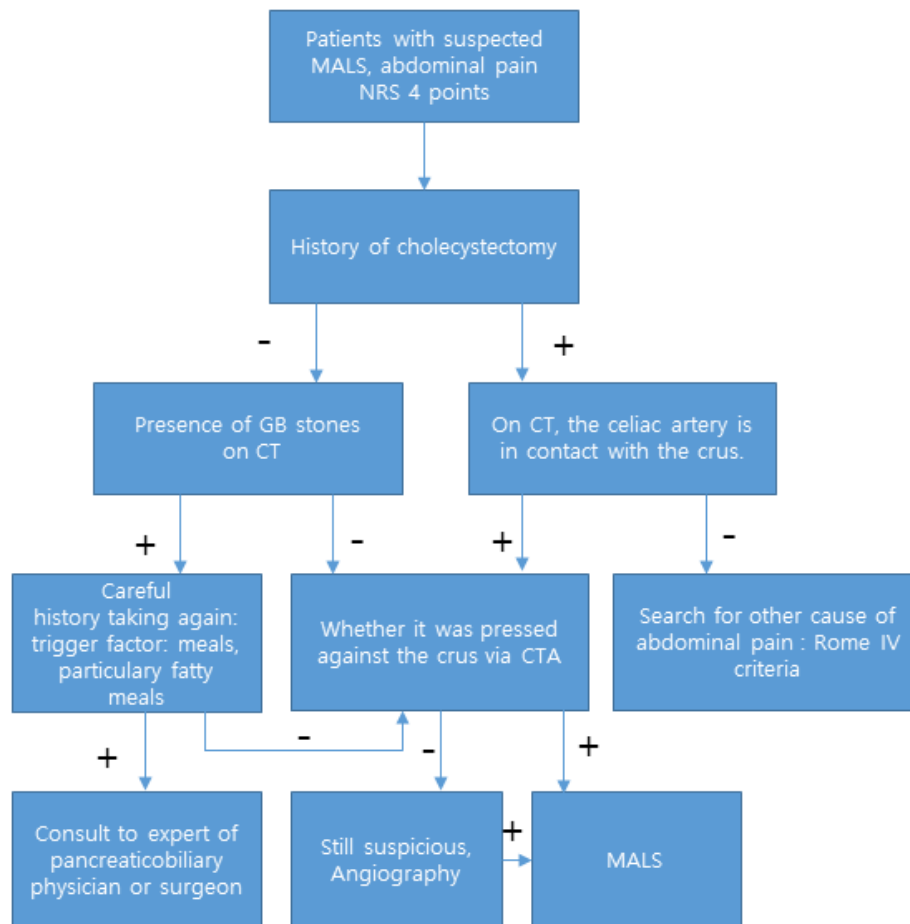 Patients with suspected
MALS, abdominal pain
NRS 4 points
History of cholecystectomy
-
+
Presence of GB stones
on CT
On CT, the celiac artery is
in contact with the crus.
+
-
+
-
Careful
history taking again:
trigger factor: meals,
particulary fatty
meals
Whether it was pressed
against the crus via CTA
Search for other cause of
abdominal pain : Rome IV
criteria
+
-
-
+
Consult to expert of
pancreaticobiliary
physician or surgeon
Still suspicious,
Angiography
+
MALS